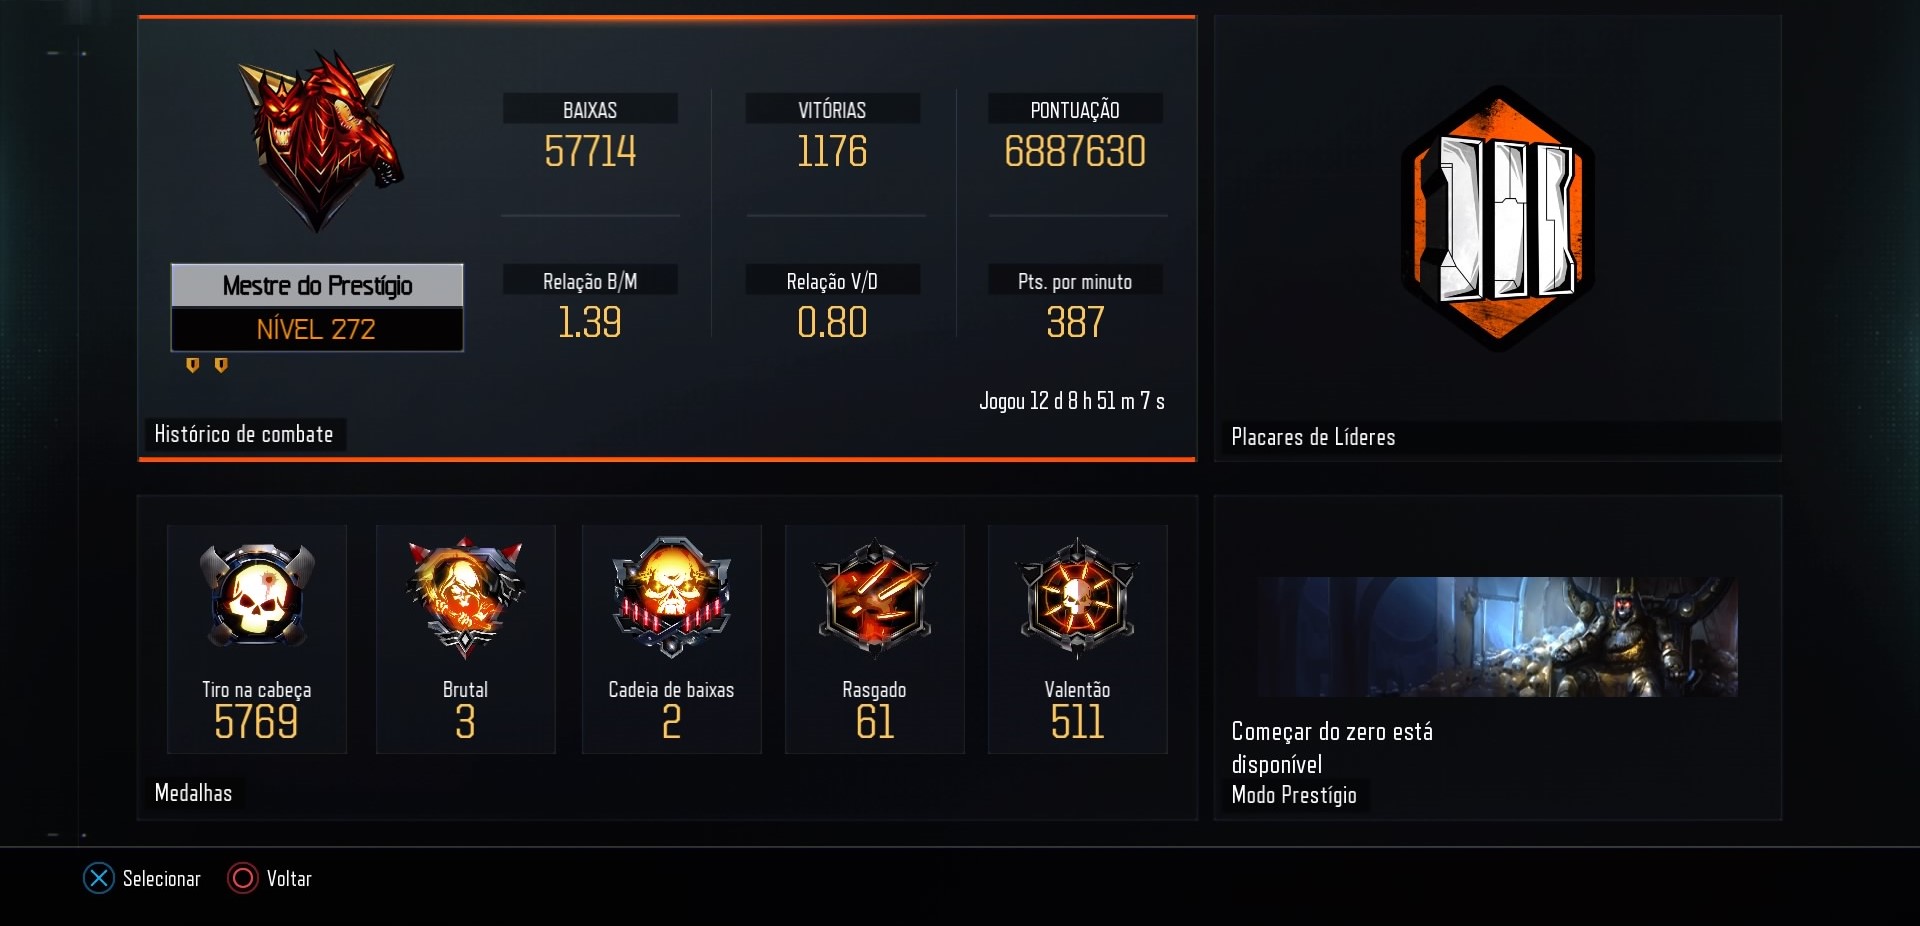 BAIXAS
57714
VITÓRIAS
1176
PONTUAÇÃO
6887630
Mestre do Prestígio
NÍVEL 272
Relação B/M
1.39
Relação V/D
0.80
Pts. por minuto
387
Jogou 12 d 8 h 51 m 7 s
Histórico de combate
Placares de Líderes
Tiro na cabeça
5769
Brutal
3
Cadeia de baixas
2
Rasgado
61
Valentão
511
Medalhas
Começar do zero está
disponível
Modo Prestígio
Selecionar
Voltar